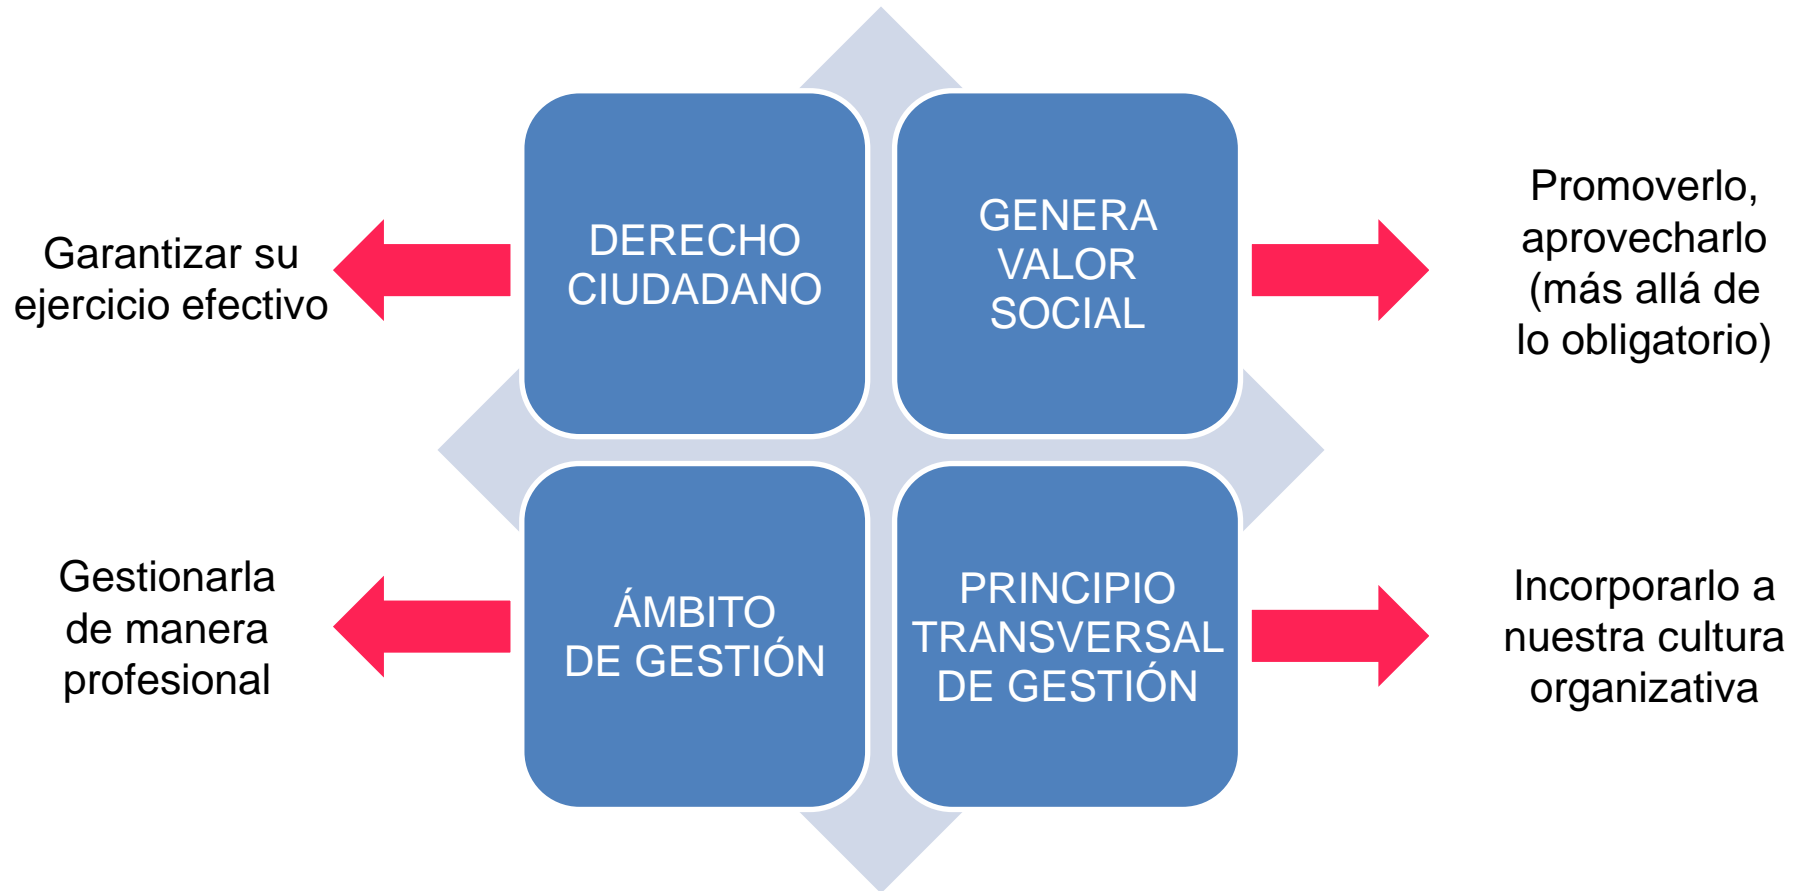 Garantizar su
ejercicio efectivo
DERECHO
CIUDADANO
GENERA
VALOR
SOCIAL
Promoverlo,
aprovecharlo
(más allá de
lo obligatorio)
Gestionarla
de manera
profesional
ÁMBITO
DE GESTIÓN
PRINCIPIO
TRANSVERSAL
DE GESTIÓN
Incorporarlo a
nuestra cultura
organizativa